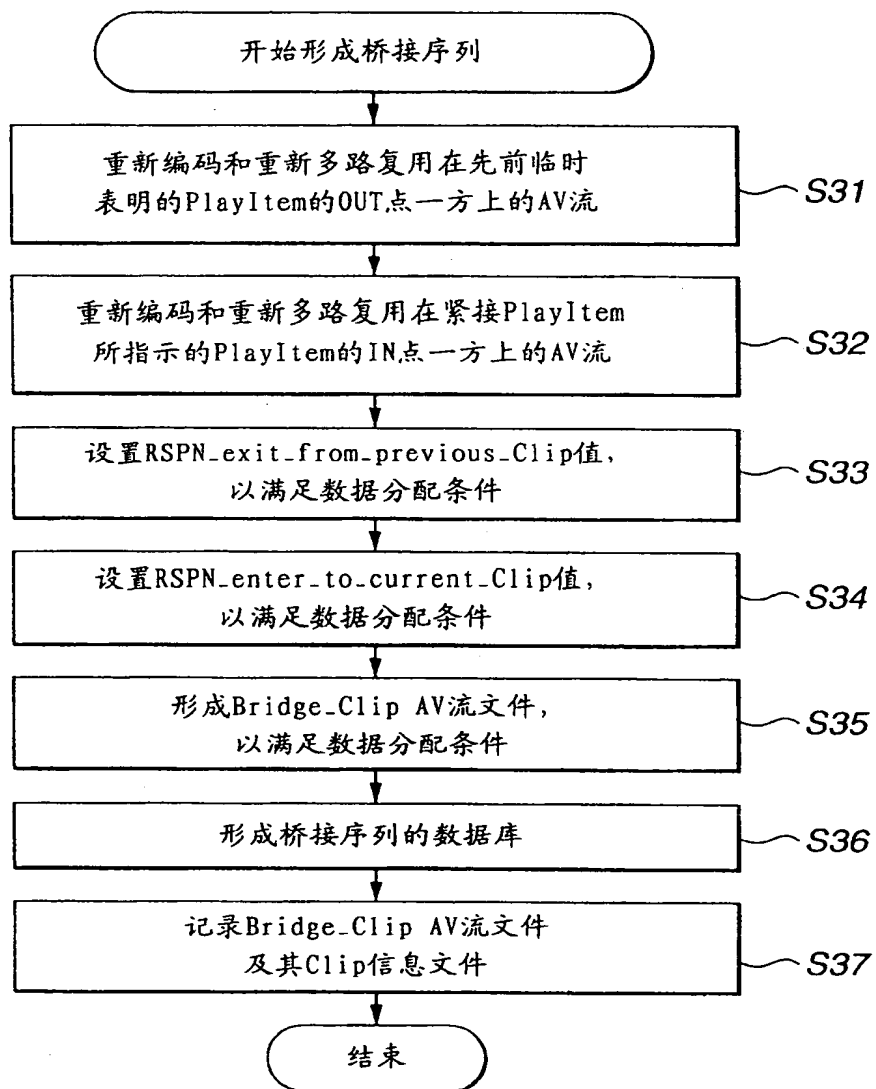 开始形成桥接序列
重新编码和重新多路复用在先前临时
表明的PlayItem的OUT点一方上的AV流
S31
重新编码和重新多路复用在紧接PlayItem
所指示的PlayItem的IN点一方上的AV流
S32
设置RSPN_exit_from_previous_Clip值,
以满足数据分配条件
S33
设置RSPN_enter_to_current_Clip值,
以满足数据分配条件
S34
形成Bridge_Clip AV流文件,
以满足数据分配条件
S35
形成桥接序列的数据库
S36
记录Bridge_Clip AV流文件
及其Clip信息文件
S37
结束